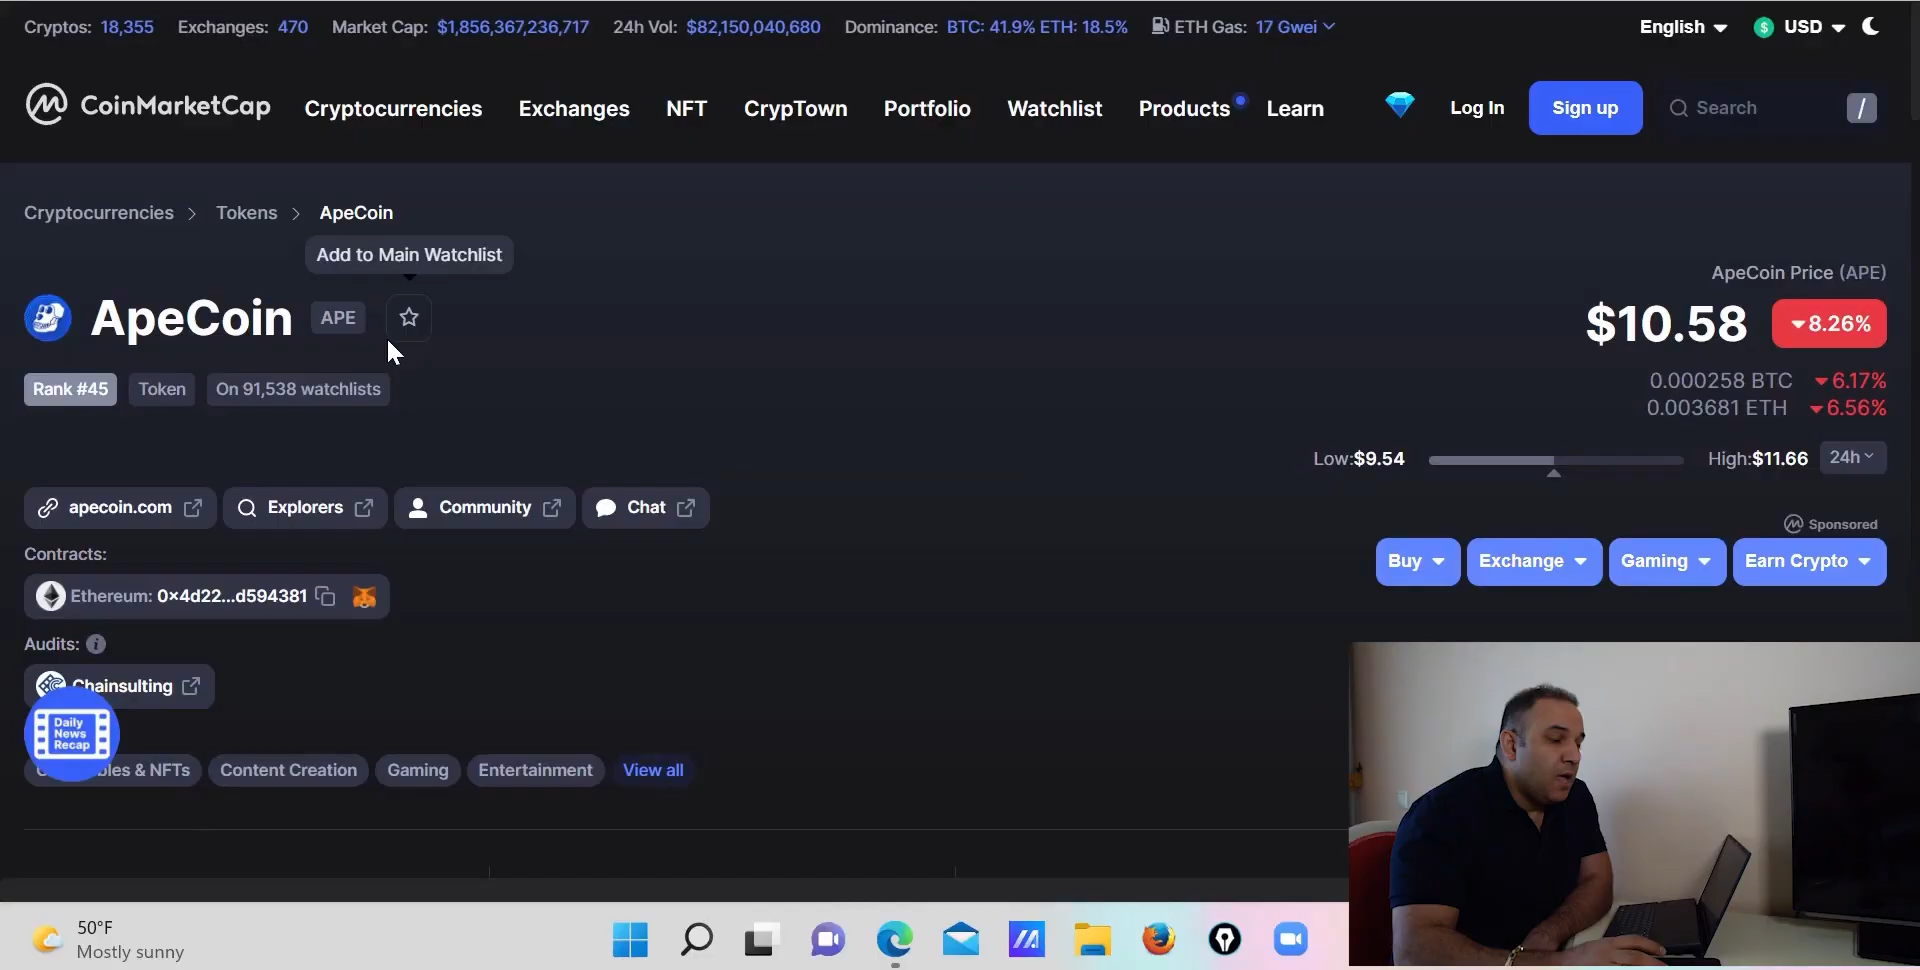 Cryptos: 18,355 Exchanges: 470 Market Cap: $1,856,367,236,717 24h Vol: $82,150,040,680 Dominance: BTC: 41.9% ETH: 18.5% ETH Gas: 17 Gwei English $ USD
CoinMarketCap Cryptocurrencies Exchanges NFT CrypTown Portfolio Watchlist Products Learn Log In Sign up Search /
Cryptocurrencies > Tokens > ApeCoin
Add to Main Watchlist
ApeCoin Price (APE)
ApeCoin APE $10.58 8.26%
Rank #45 Token On 91,538 watchlists
0.000258 BTC 6.17%
0.003681 ETH 6.56%
Low:$9.54 High:$11.66 24h
apecoin.com Explorers Community Chat
Sponsored
Contracts:
Buy Exchange Gaming Earn Crypto
Ethereum: 0x4d22...d594381
Audits: i
Chainsulting
Daily
News
Recap
bles & NFTs Content Creation Gaming Entertainment View all
50°F
Mostly sunny